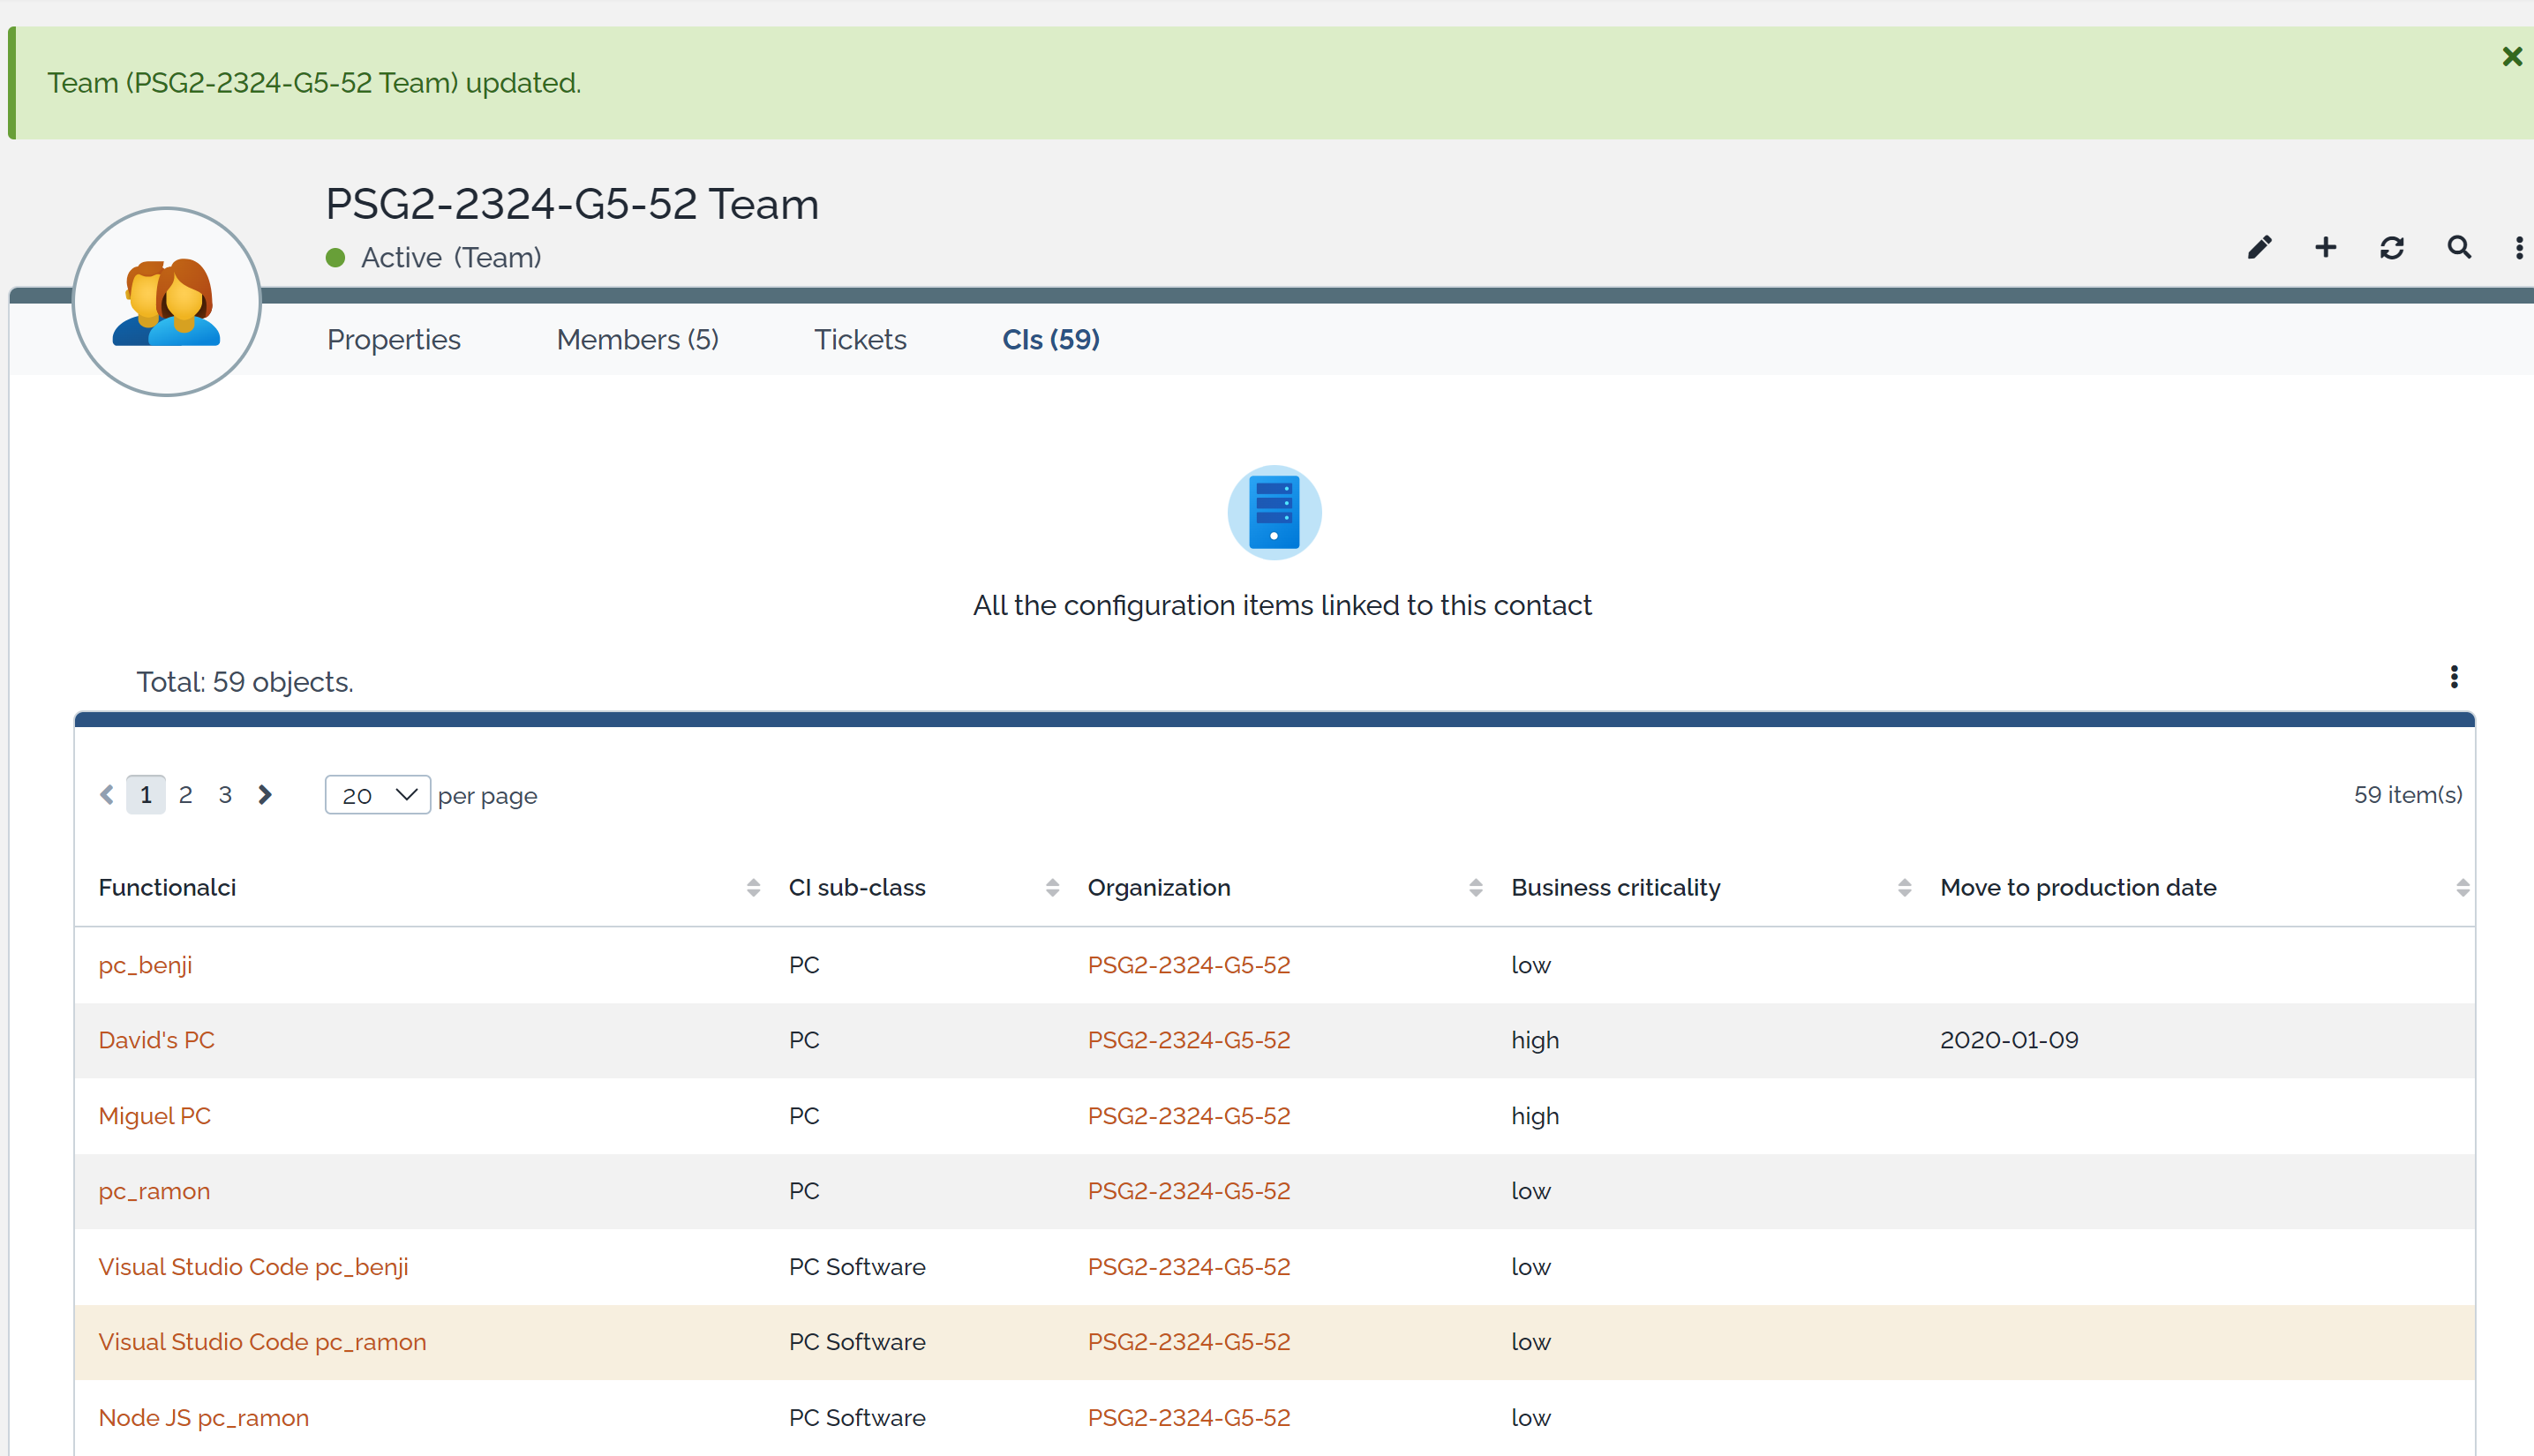 Team (PSG2-2324-G5-52 Team) updated.
PSG2-2324-G5-52 Team
Active (Team)
Properties Members (5) Tickets CIs (59)
All the configuration items linked to this contact
Total: 59 objects.
1 2 3 20 per page 59 item(s)
Functionalci CI sub-class Organization Business criticality Move to production date
pc_benji PC PSG2-2324-G5-52 low
David's PC PC PSG2-2324-G5-52 high 2020-01-09
Miguel PC PC PSG2-2324-G5-52 high
pc_ramon PC PSG2-2324-G5-52 low
Visual Studio Code pc_benji PC Software PSG2-2324-G5-52 low
Visual Studio Code pc_ramon PC Software PSG2-2324-G5-52 low
Node JS pc_ramon PC Software PSG2-2324-G5-52 low